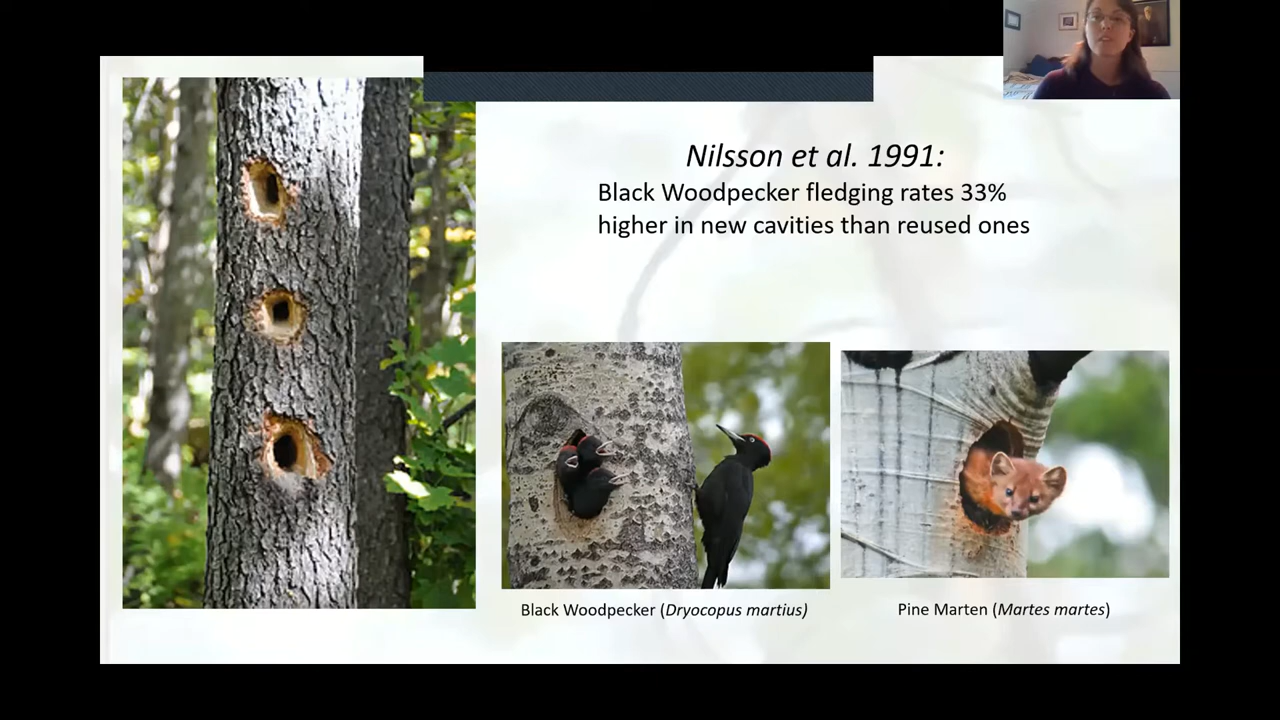 Nilsson et al. 1991:
Black Woodpecker fledging rates 33%
higher in new cavities than reused ones
Black Woodpecker (Dryocopus martius)
Pine Marten (Martes martes)